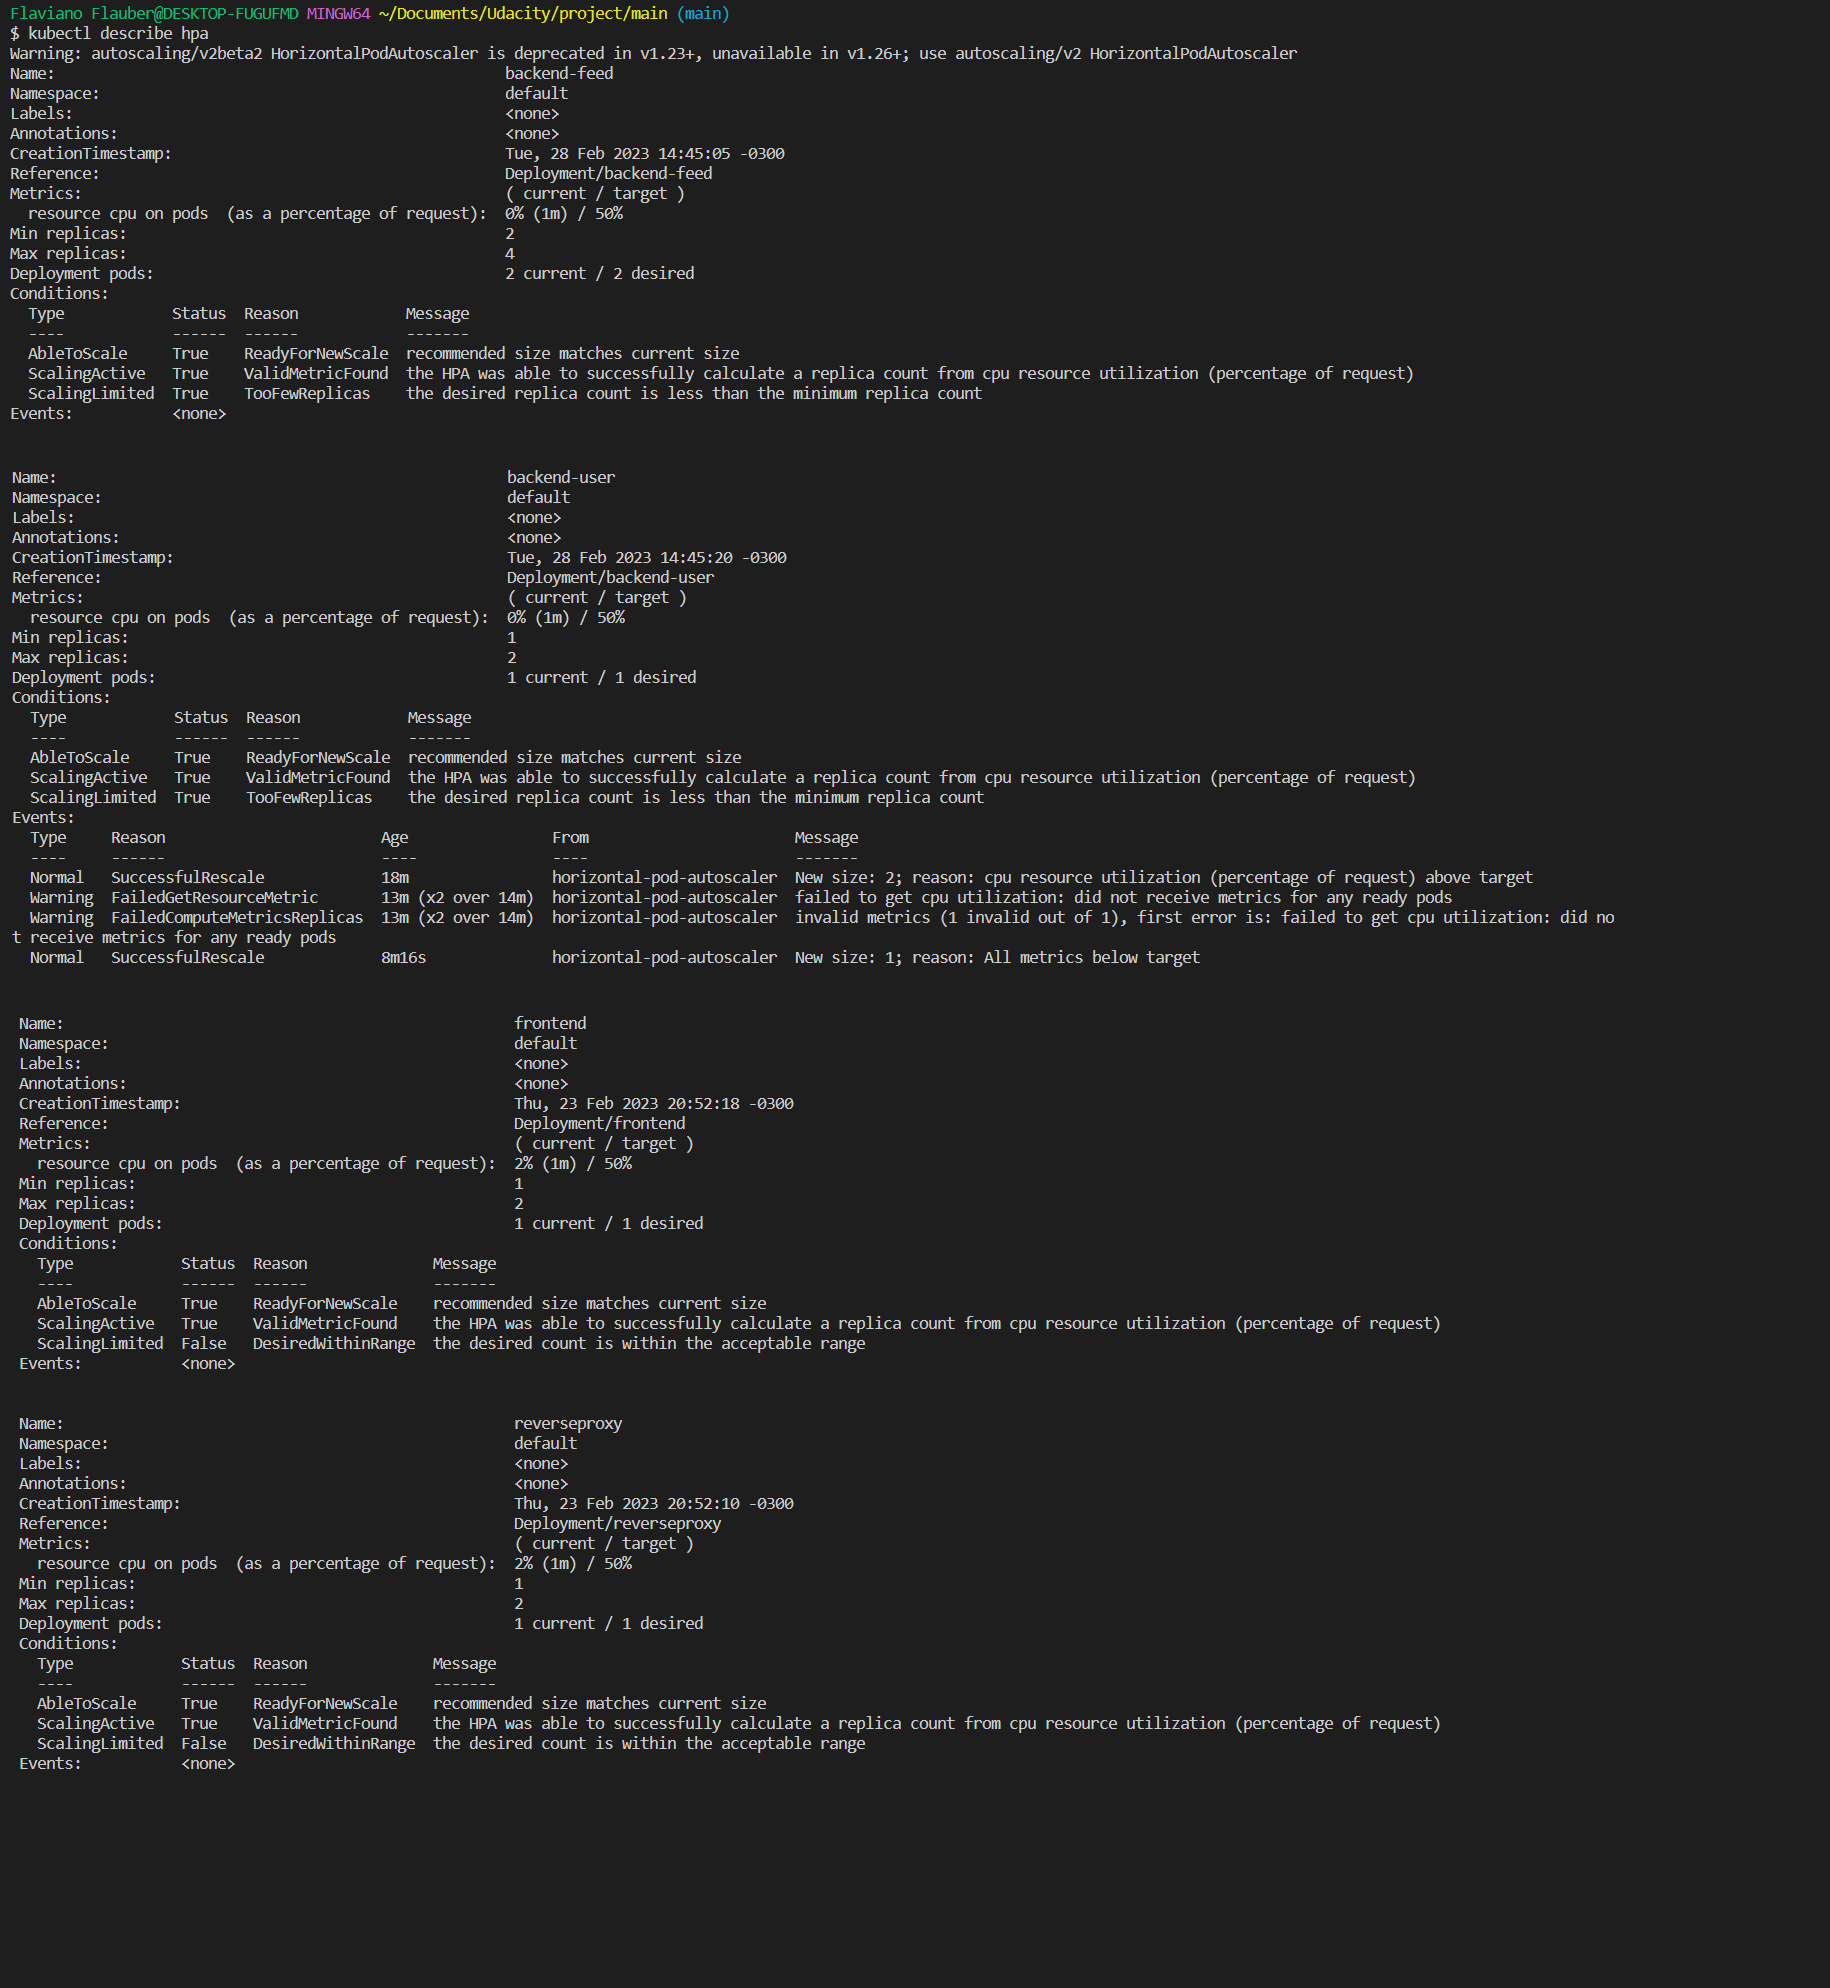 Flaviano Flauber@DESKTOP-FUGUFMD MINGW64 ~/Documents/Udacity/project/main (main)
$ kubectl describe hpa
Warning: autoscaling/v2beta2 HorizontalPodAutoscaler is deprecated in v1.23+, unavailable in v1.26+; use autoscaling/v2 HorizontalPodAutoscaler
Name:                                                  backend-feed
Namespace:                                             default
Labels:                                                <none>
Annotations:                                           <none>
CreationTimestamp:                                     Tue, 28 Feb 2023 14:45:05 -0300
Reference:                                             Deployment/backend-feed
Metrics:                                               ( current / target )
  resource cpu on pods  (as a percentage of request):  0% (1m) / 50%
Min replicas:                                          2
Max replicas:                                          4
Deployment pods:                                       2 current / 2 desired
Conditions:
  Type            Status  Reason            Message
  ----            ------  ------            -------
  AbleToScale     True    ReadyForNewScale  recommended size matches current size
  ScalingActive   True    ValidMetricFound  the HPA was able to successfully calculate a replica count from cpu resource utilization (percentage of request)
  ScalingLimited  True    TooFewReplicas    the desired replica count is less than the minimum replica count
Events:           <none>
Name:                                                  backend-user
Namespace:                                             default
Labels:                                                <none>
Annotations:                                           <none>
CreationTimestamp:                                     Tue, 28 Feb 2023 14:45:20 -0300
Reference:                                             Deployment/backend-user
Metrics:                                               ( current / target )
  resource cpu on pods  (as a percentage of request):  0% (1m) / 50%
Min replicas:                                          1
Max replicas:                                          2
Deployment pods:                                       1 current / 1 desired
Conditions:
  Type            Status  Reason            Message
  ----            ------  ------            -------
  AbleToScale     True    ReadyForNewScale  recommended size matches current size
  ScalingActive   True    ValidMetricFound  the HPA was able to successfully calculate a replica count from cpu resource utilization (percentage of request)
  ScalingLimited  True    TooFewReplicas    the desired replica count is less than the minimum replica count
Events:
  Type     Reason                        Age                From                       Message
  ----     ------                        ----               ----                       -------
  Normal   SuccessfulRescale             18m                horizontal-pod-autoscaler  New size: 2; reason: cpu resource utilization (percentage of request) above target
  Warning  FailedGetResourceMetric       13m (x2 over 14m)  horizontal-pod-autoscaler  failed to get cpu utilization: did not receive metrics for any ready pods
  Warning  FailedComputeMetricsReplicas  13m (x2 over 14m)  horizontal-pod-autoscaler  invalid metrics (1 invalid out of 1), first error is: failed to get cpu utilization: did no
t receive metrics for any ready pods
  Normal   SuccessfulRescale             8m16s              horizontal-pod-autoscaler  New size: 1; reason: All metrics below target
Name:                                                  frontend
Namespace:                                             default
Labels:                                                <none>
Annotations:                                           <none>
CreationTimestamp:                                     Thu, 23 Feb 2023 20:52:18 -0300
Reference:                                             Deployment/frontend
Metrics:                                               ( current / target )
  resource cpu on pods  (as a percentage of request):  2% (1m) / 50%
Min replicas:                                          1
Max replicas:                                          2
Deployment pods:                                       1 current / 1 desired
Conditions:
  Type            Status  Reason              Message
  ----            ------  ------              -------
  AbleToScale     True    ReadyForNewScale    recommended size matches current size
  ScalingActive   True    ValidMetricFound    the HPA was able to successfully calculate a replica count from cpu resource utilization (percentage of request)
  ScalingLimited  False   DesiredWithinRange  the desired count is within the acceptable range
Events:           <none>
Name:                                                  reverseproxy
Namespace:                                             default
Labels:                                                <none>
Annotations:                                           <none>
CreationTimestamp:                                     Thu, 23 Feb 2023 20:52:10 -0300
Reference:                                             Deployment/reverseproxy
Metrics:                                               ( current / target )
  resource cpu on pods  (as a percentage of request):  2% (1m) / 50%
Min replicas:                                          1
Max replicas:                                          2
Deployment pods:                                       1 current / 1 desired
Conditions:
  Type            Status  Reason              Message
  ----            ------  ------              -------
  AbleToScale     True    ReadyForNewScale    recommended size matches current size
  ScalingActive   True    ValidMetricFound    the HPA was able to successfully calculate a replica count from cpu resource utilization (percentage of request)
  ScalingLimited  False   DesiredWithinRange  the desired count is within the acceptable range
Events:           <none>